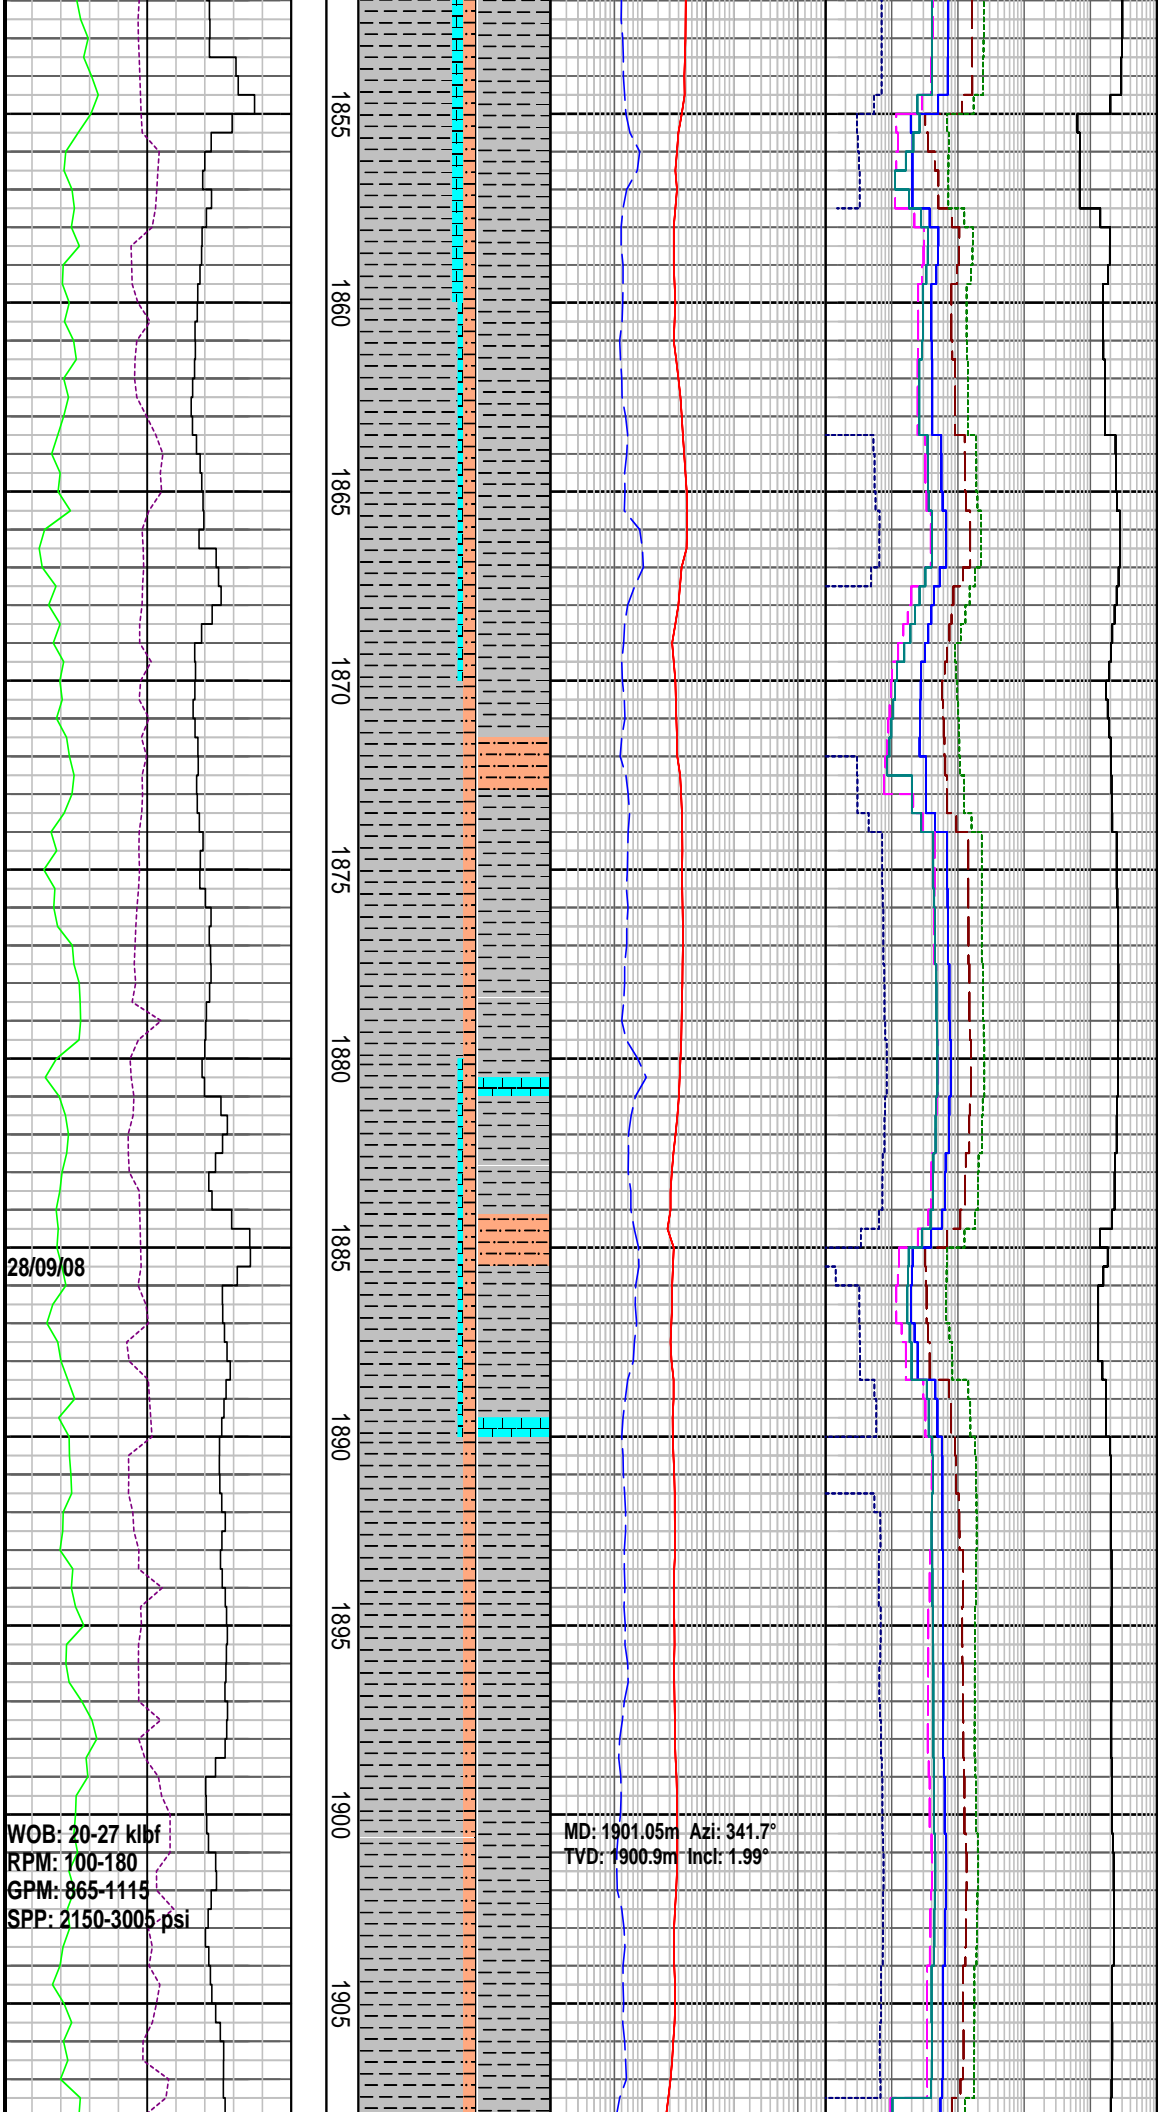 1855
1860
1865
1870
1875
1880
1885
28/09/08
1890
1895
1900
WOB: 20-27 klbf
RPM: 100-180
GPM: 865-1115
SPP: 2150-3005 psi
MD: 1901.05m Azi: 341.7°
TVD: 1900.9m Incl: 1.99°
1905